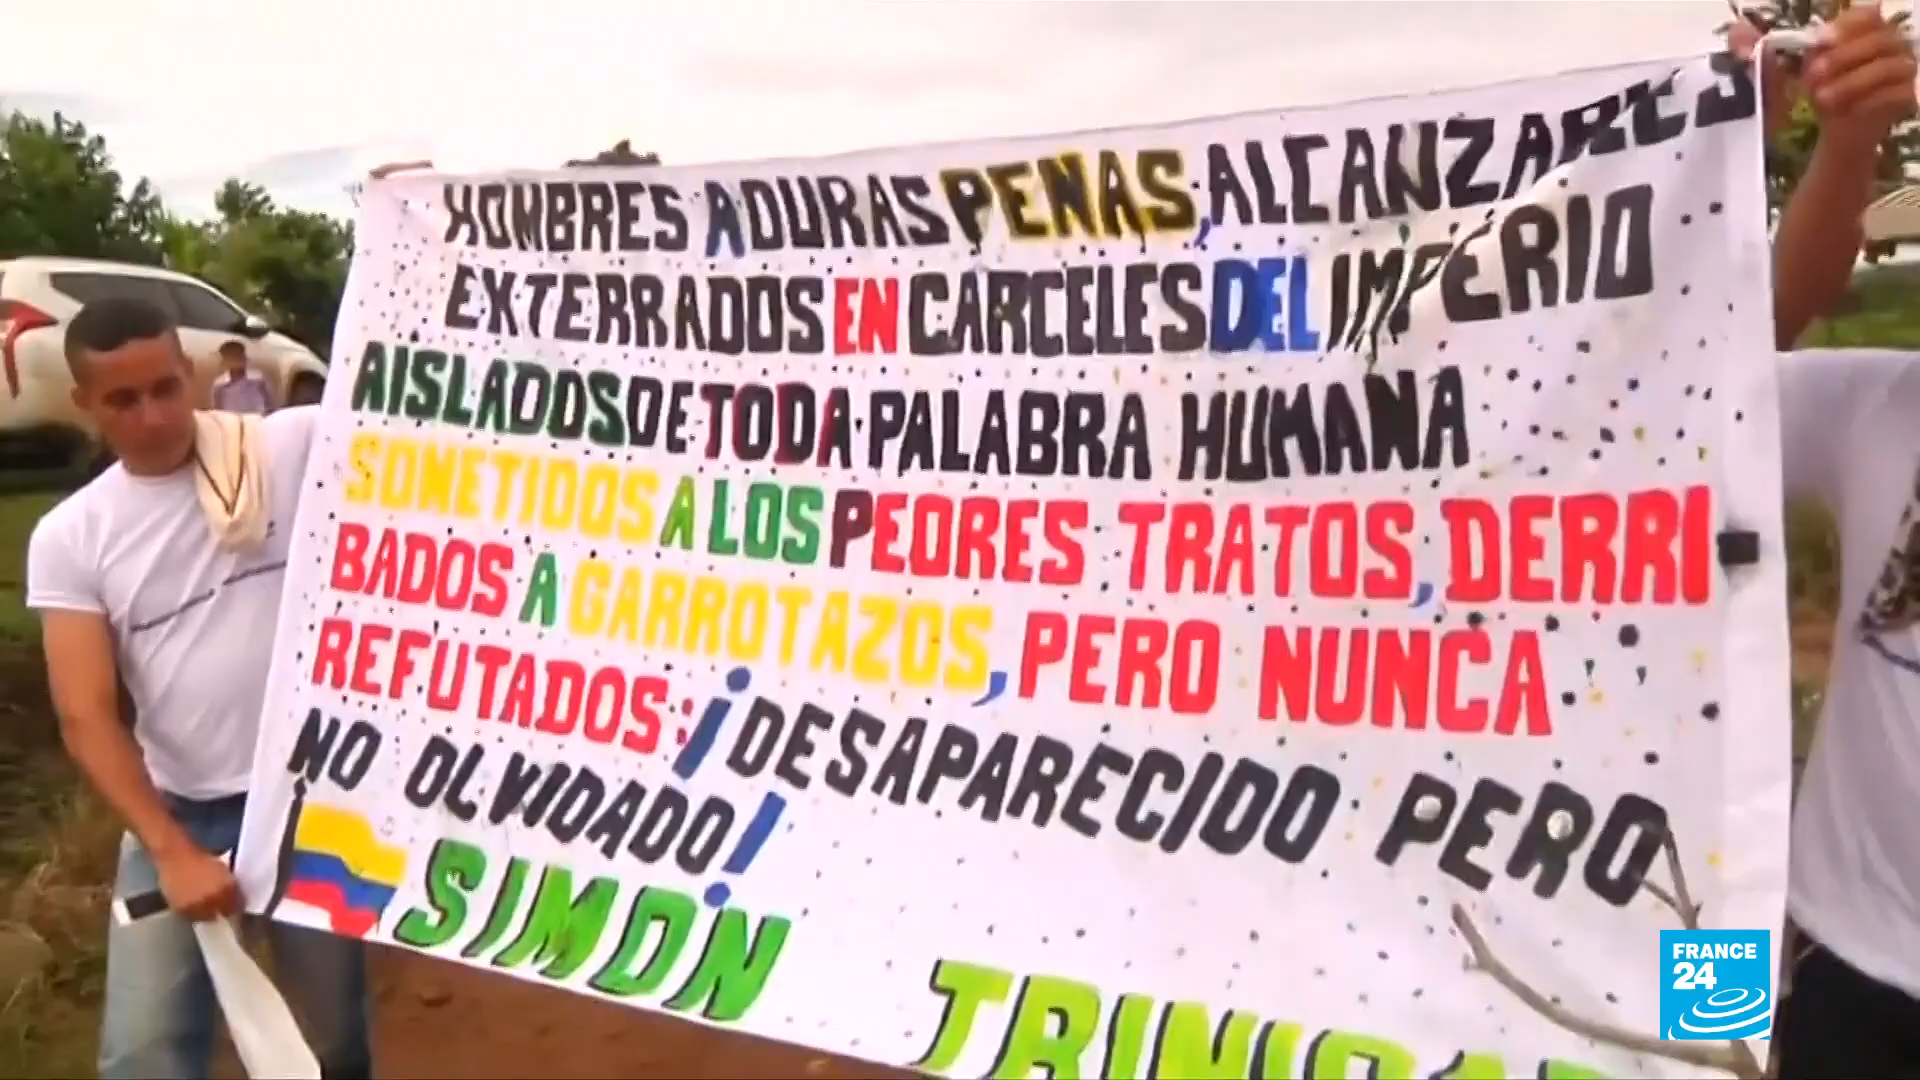 HOMBRES A DURAS PENAS, ALCANZARES
EXTERRADOS EN CARCELES DEL IMPERIO
AISLADOS DE TODA PALABRA HUMANA
SOMETIDOS A LOS PEORES TRATOS, DERRI
BADOS A GARROTAZOS, PERO NUNCA
REFUTADOS: ¡DESAPARECIDO PERO
NO OLVIDADO!
SIMON TRINIDAD
FRANCE
24